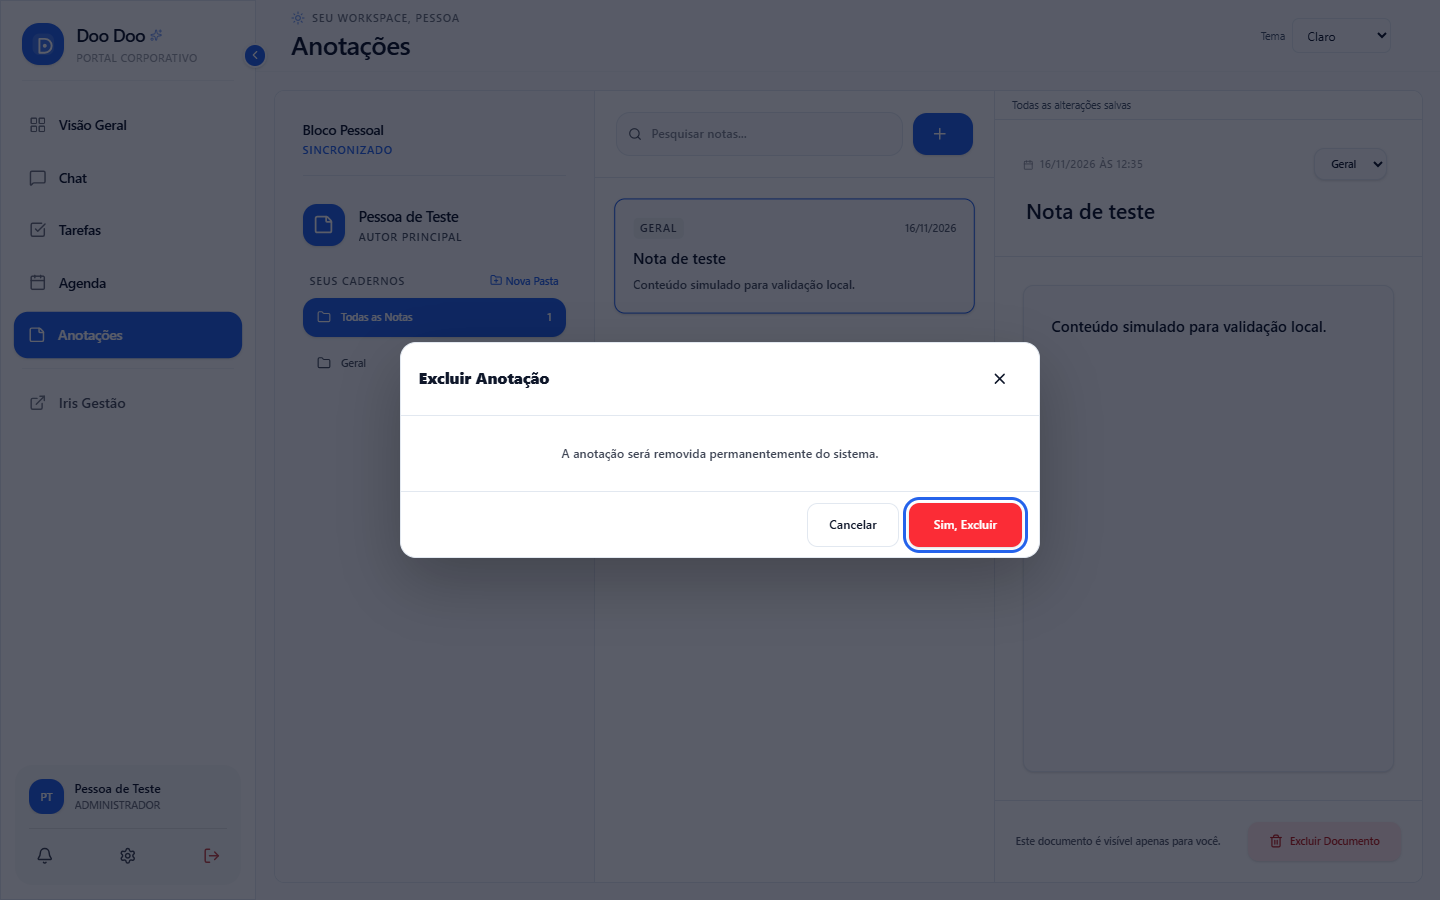 Doo Doo
PORTAL CORPORATIVO
Visão Geral
Chat
Tarefas
Agenda
Anotações
Iris Gestão
PT
Pessoa de Teste
ADMINISTRADOR
SEU WORKSPACE, PESSOA
Anotações
Tema
Claro
Bloco Pessoal
SINCRONIZADO
Pessoa de Teste
AUTOR PRINCIPAL
SEUS CADERNOS
Nova Pasta
Todas as Notas
1
Geral
Pesquisar notas...
GERAL
16/11/2026
Nota de teste
Conteúdo simulado para validação local.
Todas as alterações salvas
16/11/2026 ÀS 12:35
Geral
Nota de teste
Conteúdo simulado para validação local.
Este documento é visível apenas para você.
Excluir Documento
Excluir Anotação
A anotação será removida permanentemente do sistema.
Cancelar
Sim, Excluir